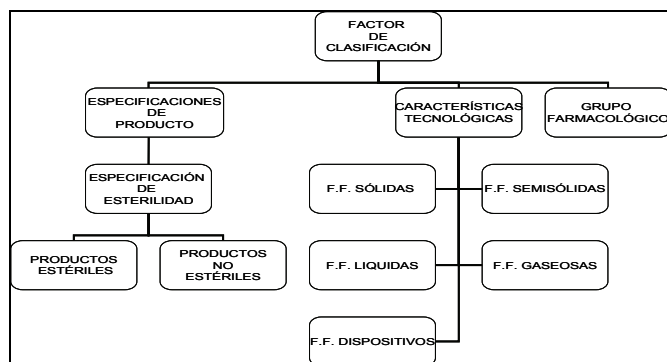 FACTOR
DE
CLASIFICACIÓN
ESPECIFICACIONES
DE
PRODUCTO
CARACTERÍSTICAS
TECNOLÓGICAS
GRUPO
FARMACOLÓGICO
ESPECIFICACIÓN
DE
ESTERILIDAD
F.F. SÓLIDAS
F.F. SEMISÓLIDAS
PRODUCTOS
ESTÉRILES
PRODUCTOS
NO
ESTÉRILES
F.F. LIQUIDAS
F.F. GASEOSAS
F.F. DISPOSITIVOS